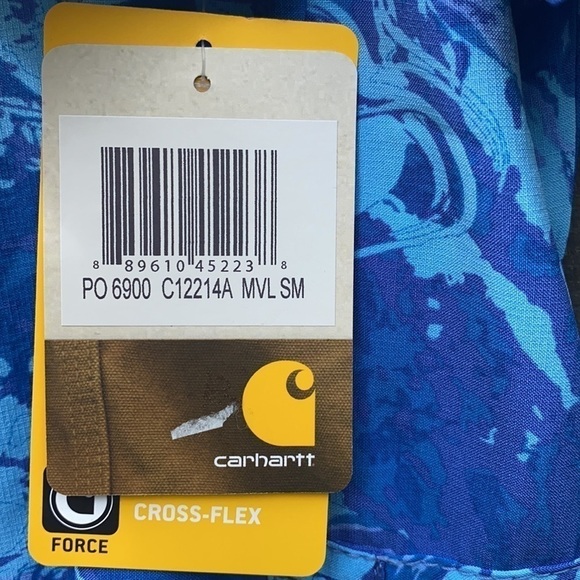 8 89610 45223 8
PO 6900 C12214A MVL SM
carhartt
FORCE
CROSS-FLEX